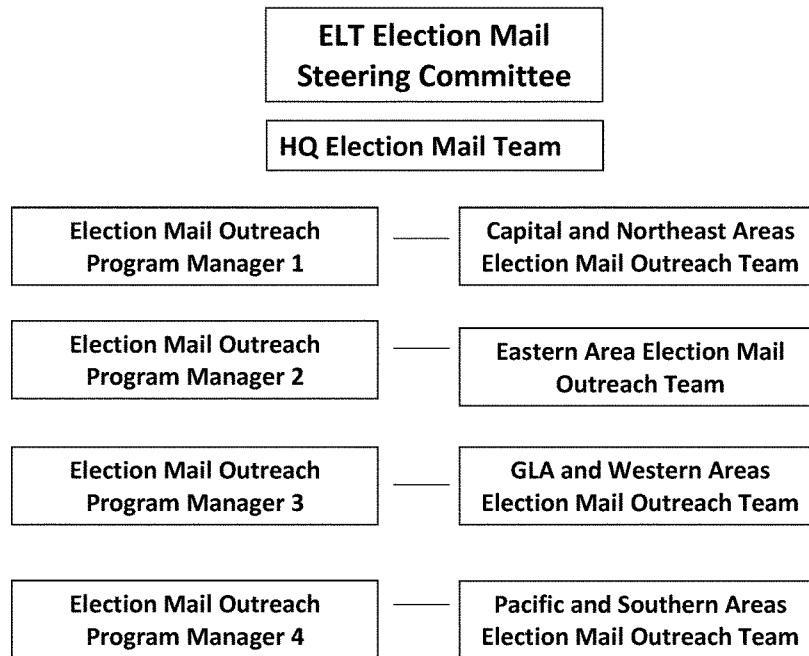 ELT Election Mail
Steering Committee
HQ Election Mail Team
Election Mail Outreach
Program Manager 1
Capital and Northeast Areas
Election Mail Outreach Team
Election Mail Outreach
Program Manager 2
Eastern Area Election Mail
Outreach Team
Election Mail Outreach
Program Manager 3
GLA and Western Areas
Election Mail Outreach Team
Election Mail Outreach
Program Manager 4
Pacific and Southern Areas
Election Mail Outreach Team